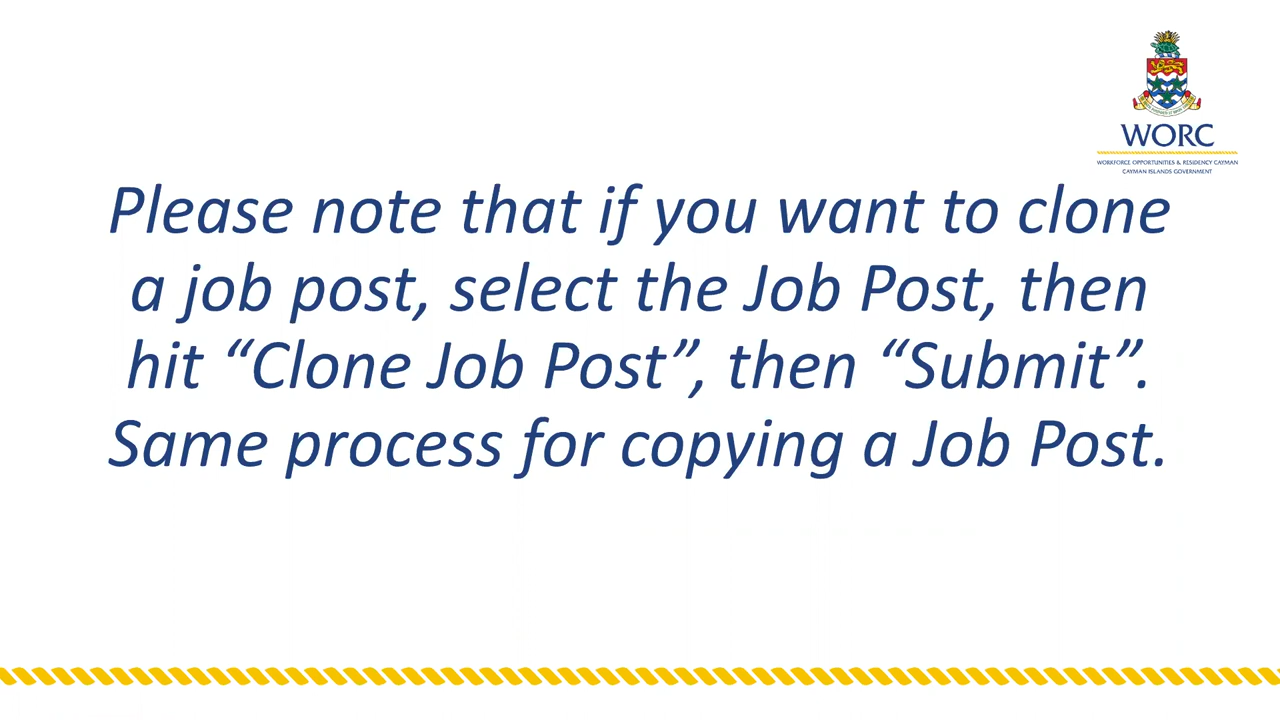 WORC
WORKFORCE OPPORTUNITIES & RESIDENCY CAYMAN
CAYMAN ISLANDS GOVERNMENT
Please note that if you want to clone
a job post, select the Job Post, then
hit “Clone Job Post”, then “Submit”.
Same process for copying a Job Post.